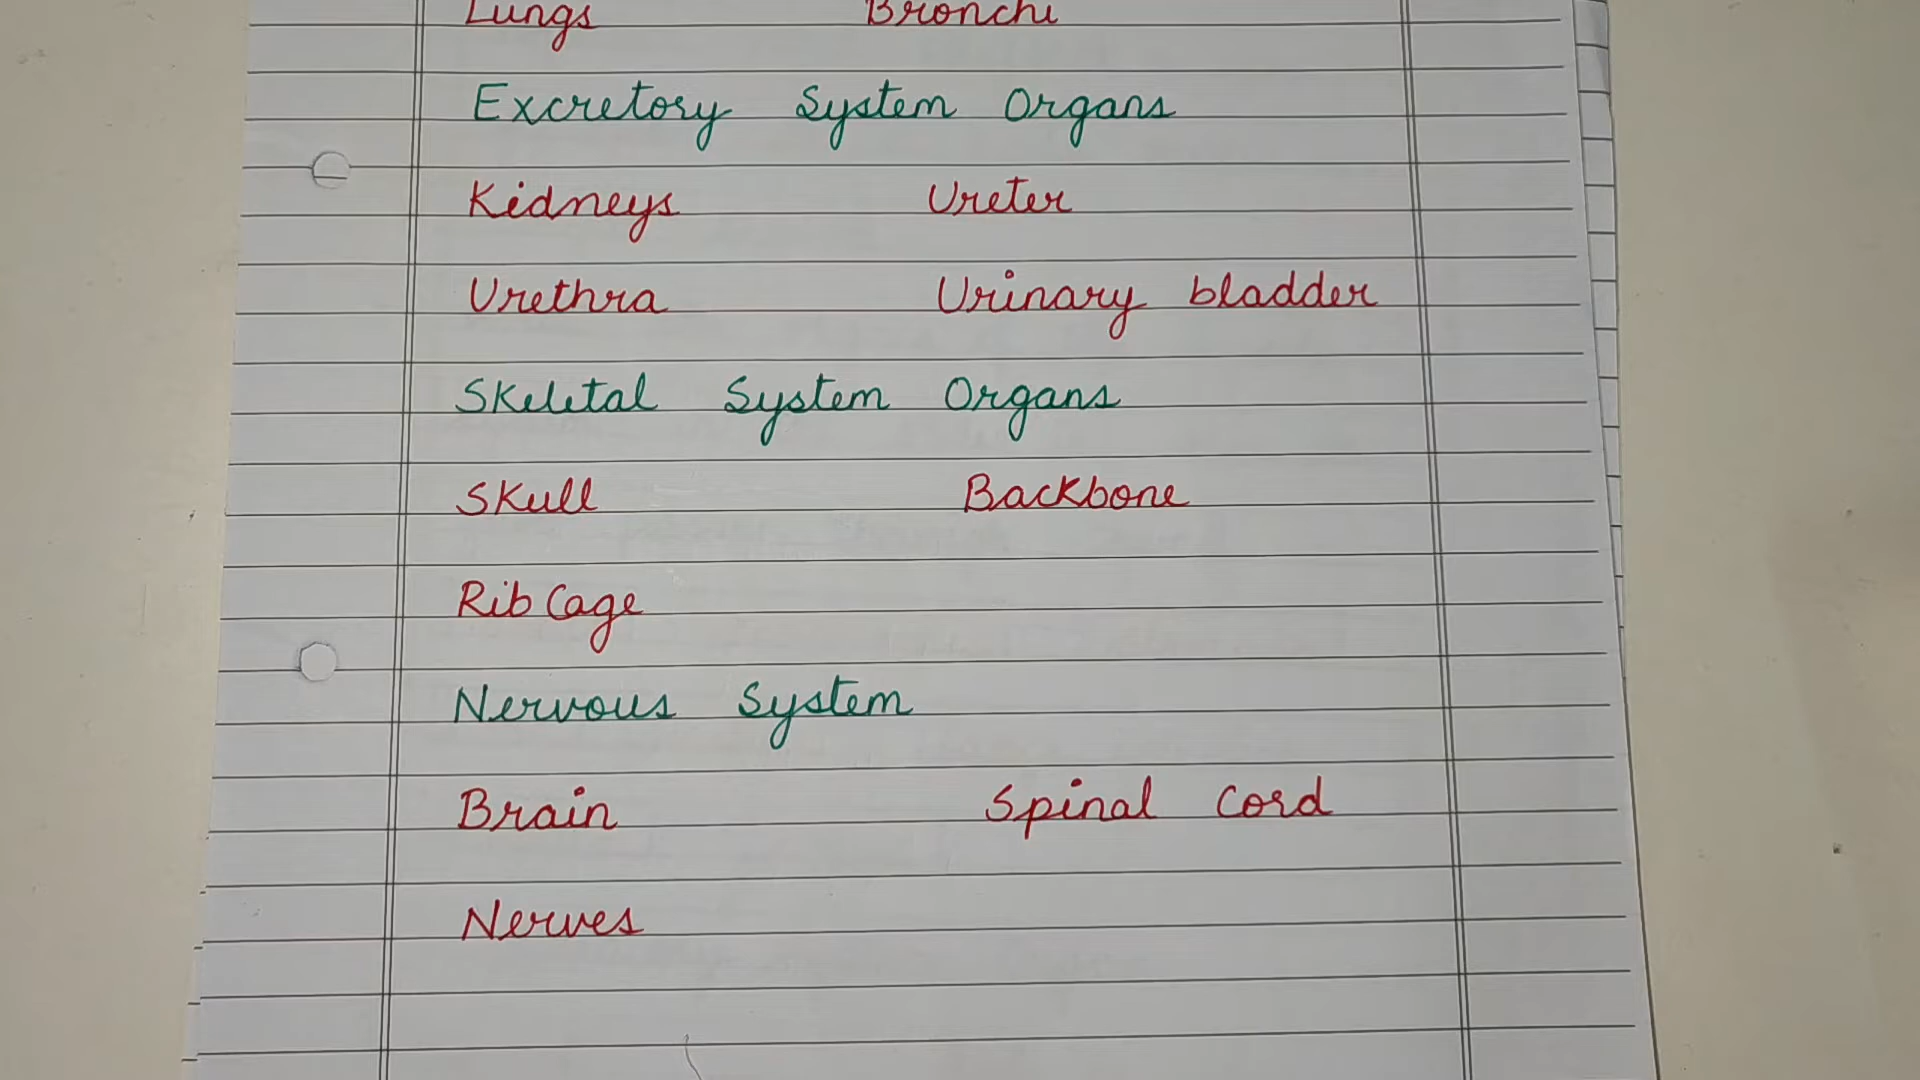 Lungs Bronchi
Excretory System Organs
Kidneys Ureter
Urethra Urinary bladder
Skeletal System Organs
Skull Backbone
Rib Cage
Nervous System
Brain Spinal Cord
Nerves